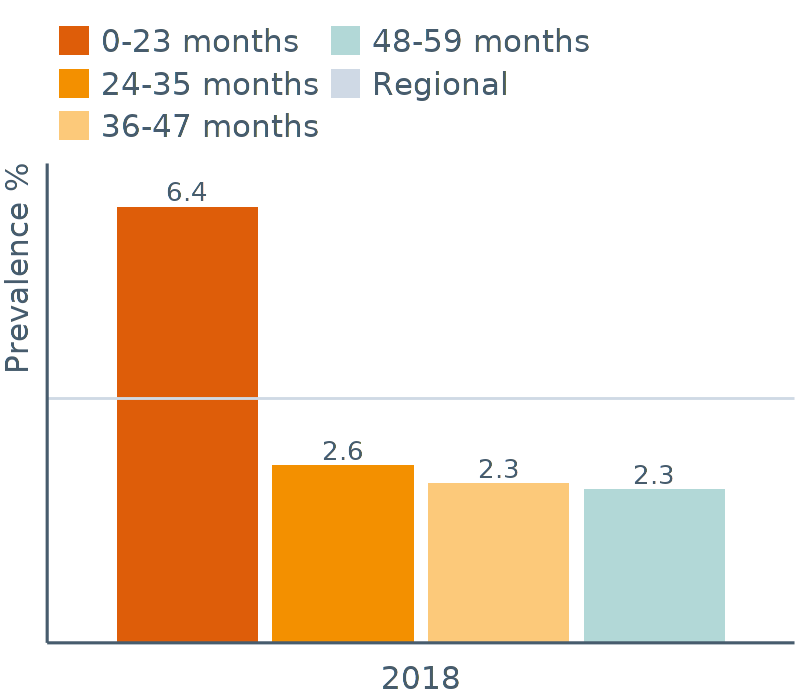 0-23 months
24-35 months
36-47 months
48-59 months
Regional
Prevalence %
6.4
2.6
2.3
2.3
2018